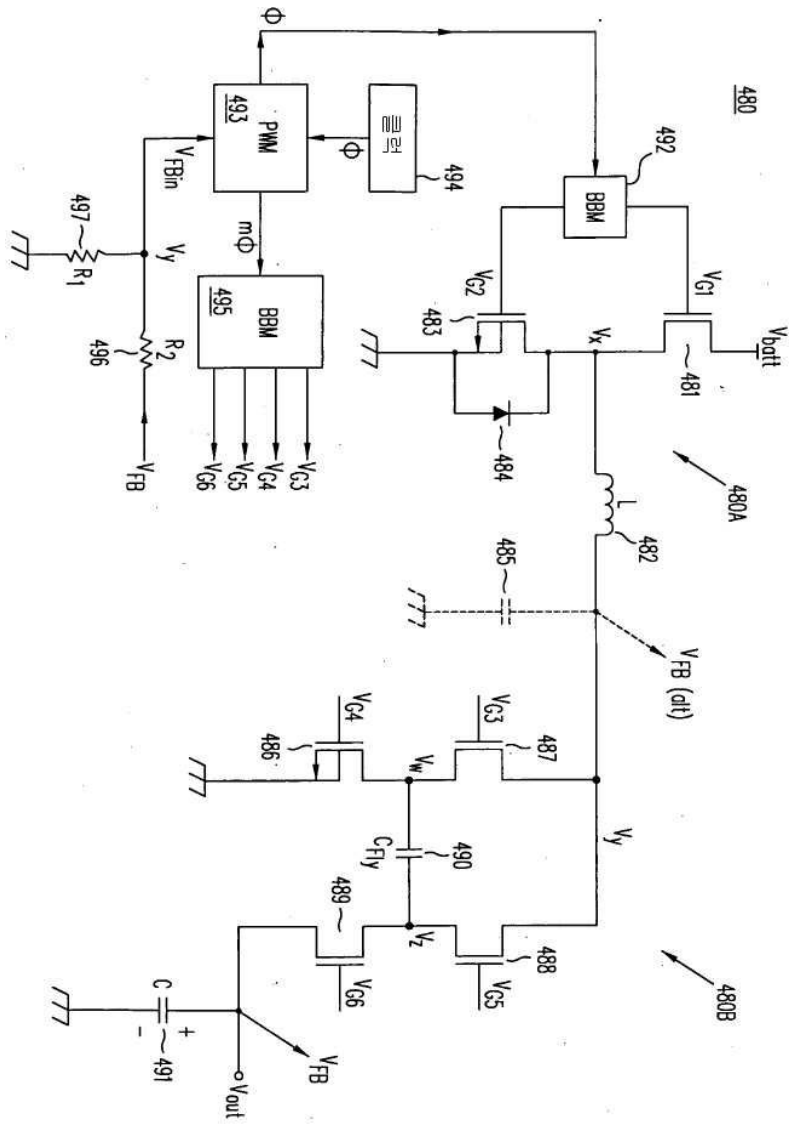 480
Vbatt
480A
480B
VG1
481
VFB (alt)
492
BBM
Vx
L
482
Vy
VG3
487
VG5
488
VG2
483
484
485
Vw
490
CFly
Vz
VG4
486
489
VG6
VFB
Vout
C
+
-
491
494
Φ
Φ
493
PWM
mΦ
495
BBM
VG3
VG4
VG5
VG6
VFBin
Vy
R2
496
VFB
497
R1